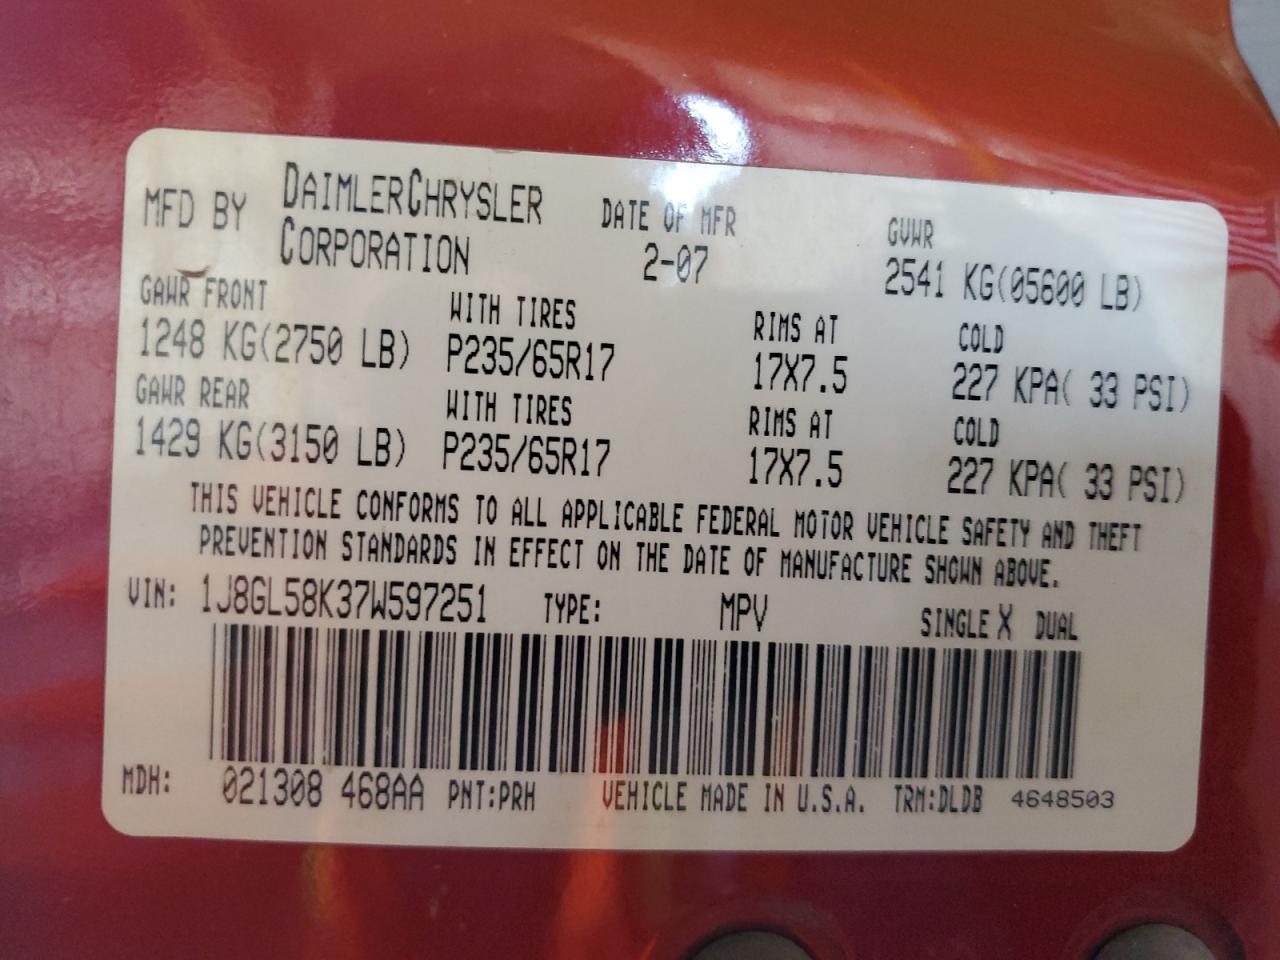 MFD BY DAIMLERCHRYSLER CORPORATION DATE OF MFR 2-07 GVWR 2541 KG(05600 LB)
GAWR FRONT WITH TIRES RIMS AT COLD
1248 KG(2750 LB) P235/65R17 17X7.5 227 KPA( 33 PSI)
GAWR REAR WITH TIRES RIMS AT COLD
1429 KG(3150 LB) P235/65R17 17X7.5 227 KPA( 33 PSI)
THIS VEHICLE CONFORMS TO ALL APPLICABLE FEDERAL MOTOR VEHICLE SAFETY AND THEFT
PREVENTION STANDARDS IN EFFECT ON THE DATE OF MANUFACTURE SHOWN ABOVE.
VIN: 1J8GL58K37W597251 TYPE: MPV SINGLE X DUAL
MDH: 021308 468AA PNT:PRH VEHICLE MADE IN U.S.A. TRM:DLDB 4648503